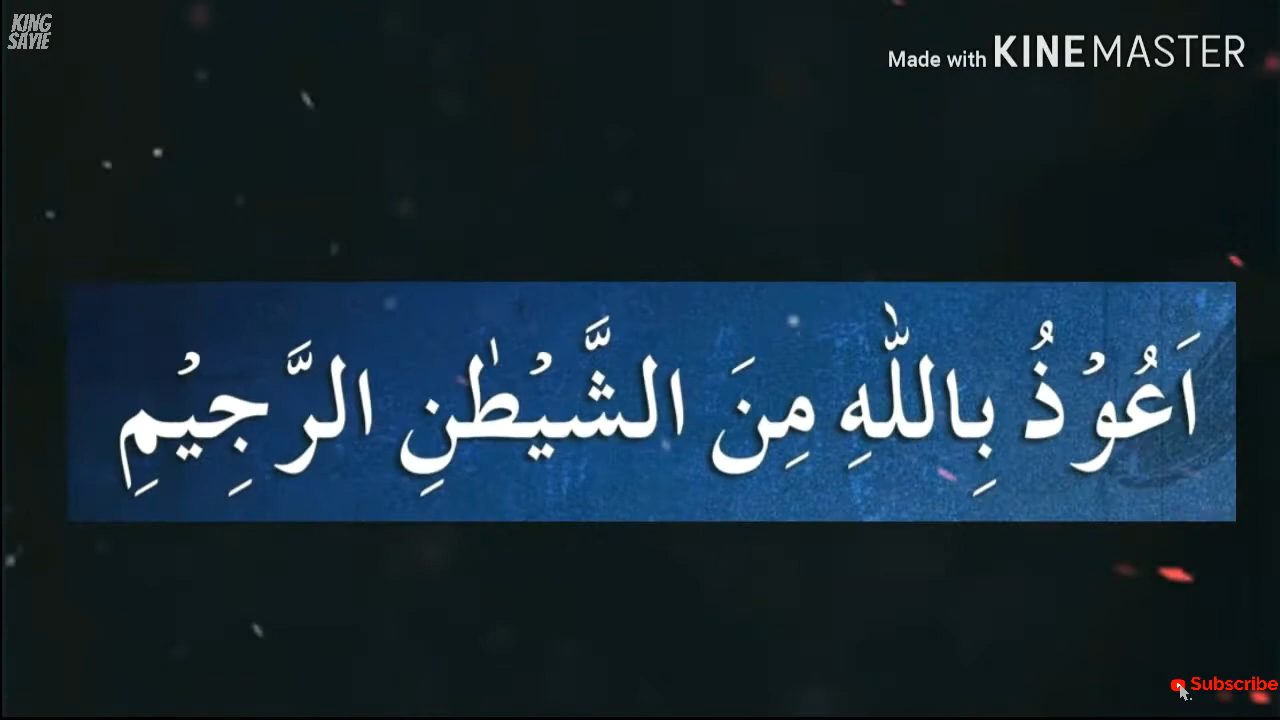 KING
SAYIE
Made with KINEMASTER
اَعُوْذُ بِاللّٰهِ مِنَ الشَّيْطٰنِ الرَّجِيْمِ
Subscribe